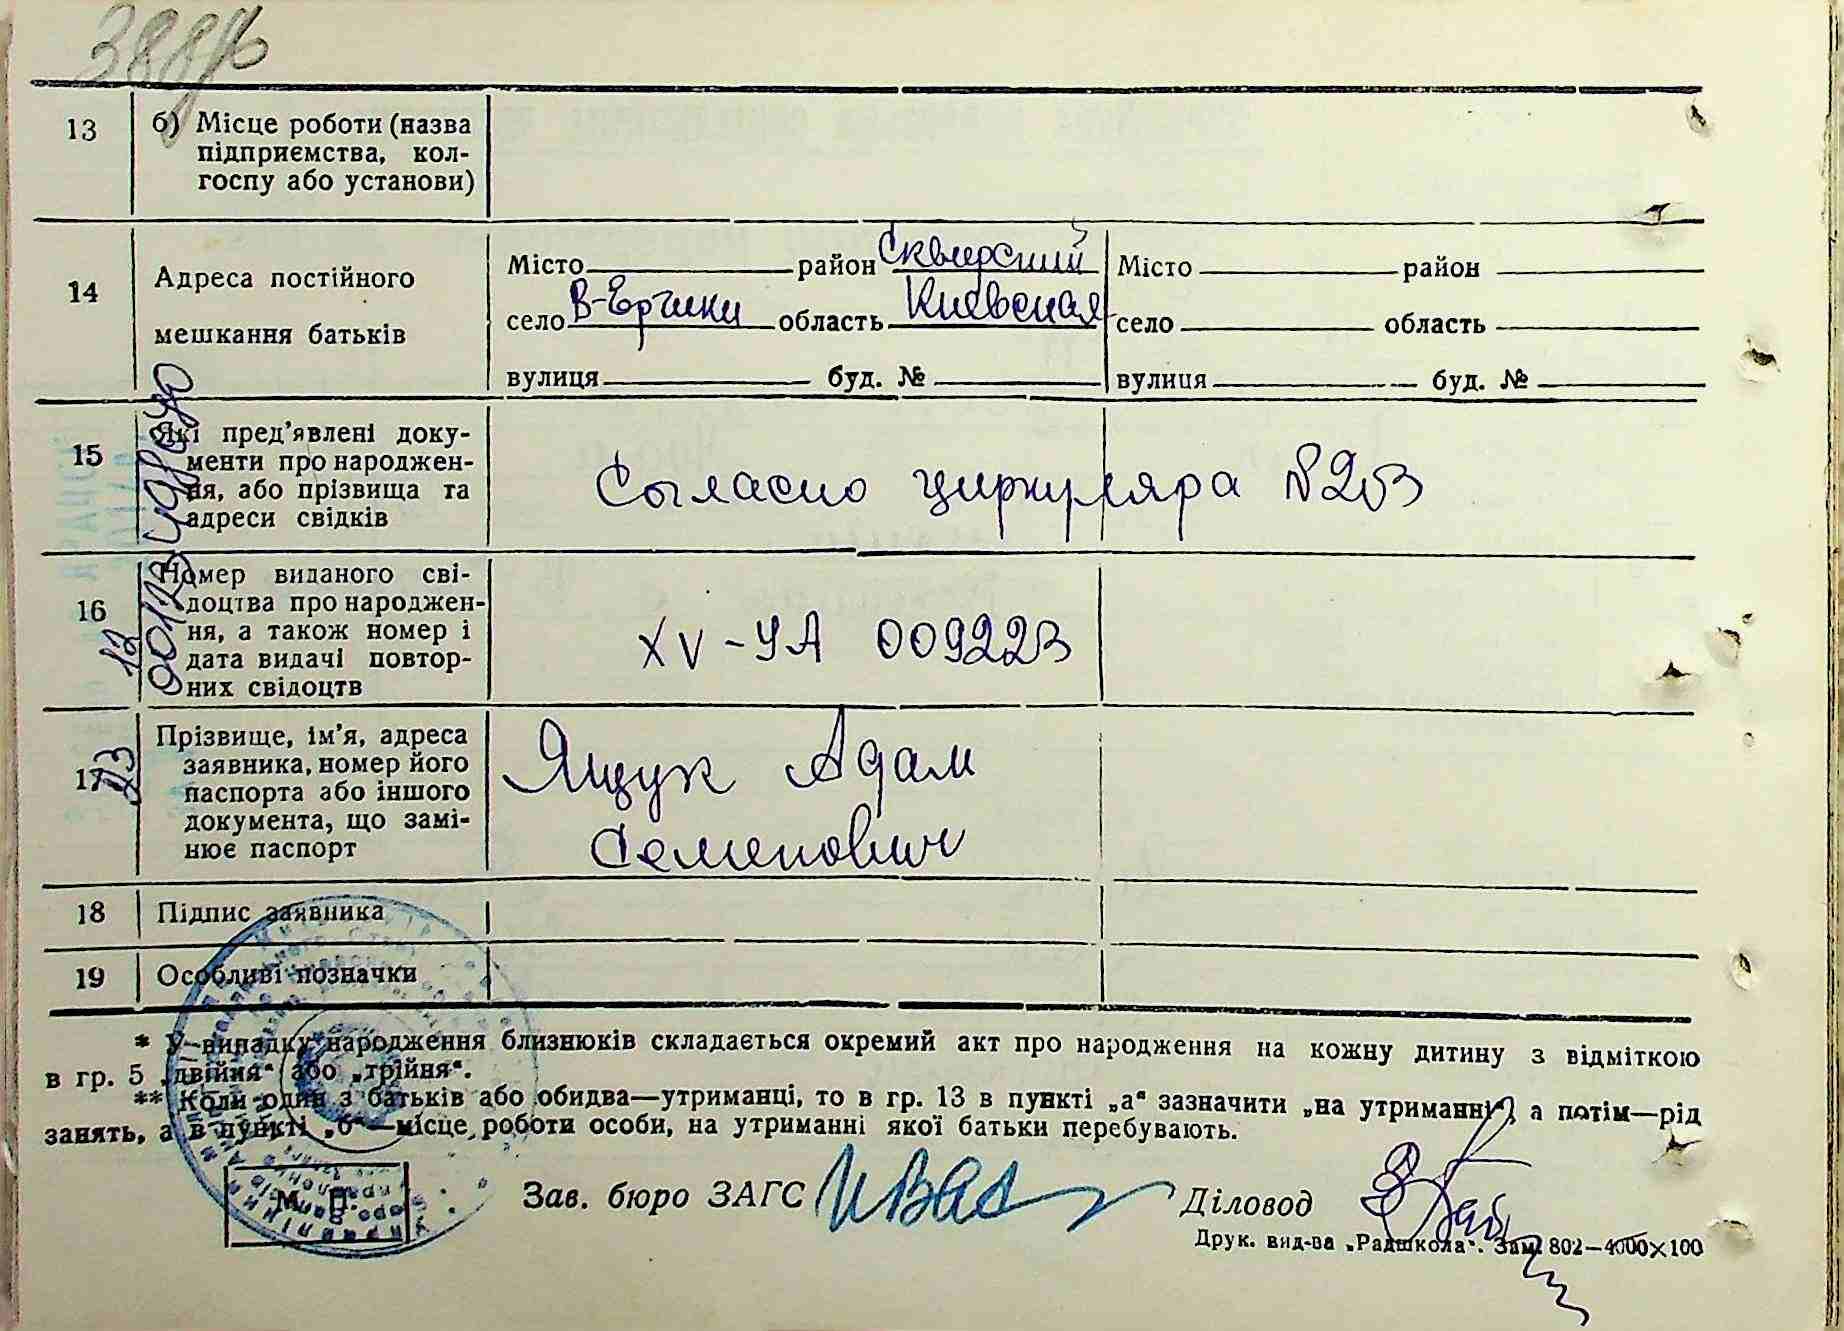 13
б) Місце роботи (назва
підприємства, кол-
госпу або установи)
14
Адреса постійного
мешкання батьків
Місто район Сквирский
село В-Ерчики область Киевская
вулиця буд. №
Місто район
село область
вулиця буд. №
15
Які пред'явлені доку-
менти про народжен-
ня, або прізвища та
адреси свідків
Согласно циркуляра №203
16
Номер виданого сві-
доцтва про народжен-
ня, а також номер і
дата видачі повтор-
них свідоцтв
XV-УА 009223
17
Прізвище, ім'я, адреса
заявника, номер його
паспорта або іншого
документа, що замі-
нює паспорт
Ящук Адам
Семенович
18
Підпис заявника
19
Особливі позначки
* У випадку народження близнюків складається окремий акт про народження на кожну дитину з відміткою
в гр. 5 „двійня“ або „трійня“.
** Коли один з батьків або обидва—утриманці, то в гр. 13 в пункті „а“ зазначити „на утриманні“, а потім—рід
занять, а в пункті „б“—місце роботи особи, на утриманні якої батьки перебувають.
М. П.
Зав. бюро ЗАГС
Діловод
Друк. вид-ва „Радшкола“. Зам. 802—4000×100